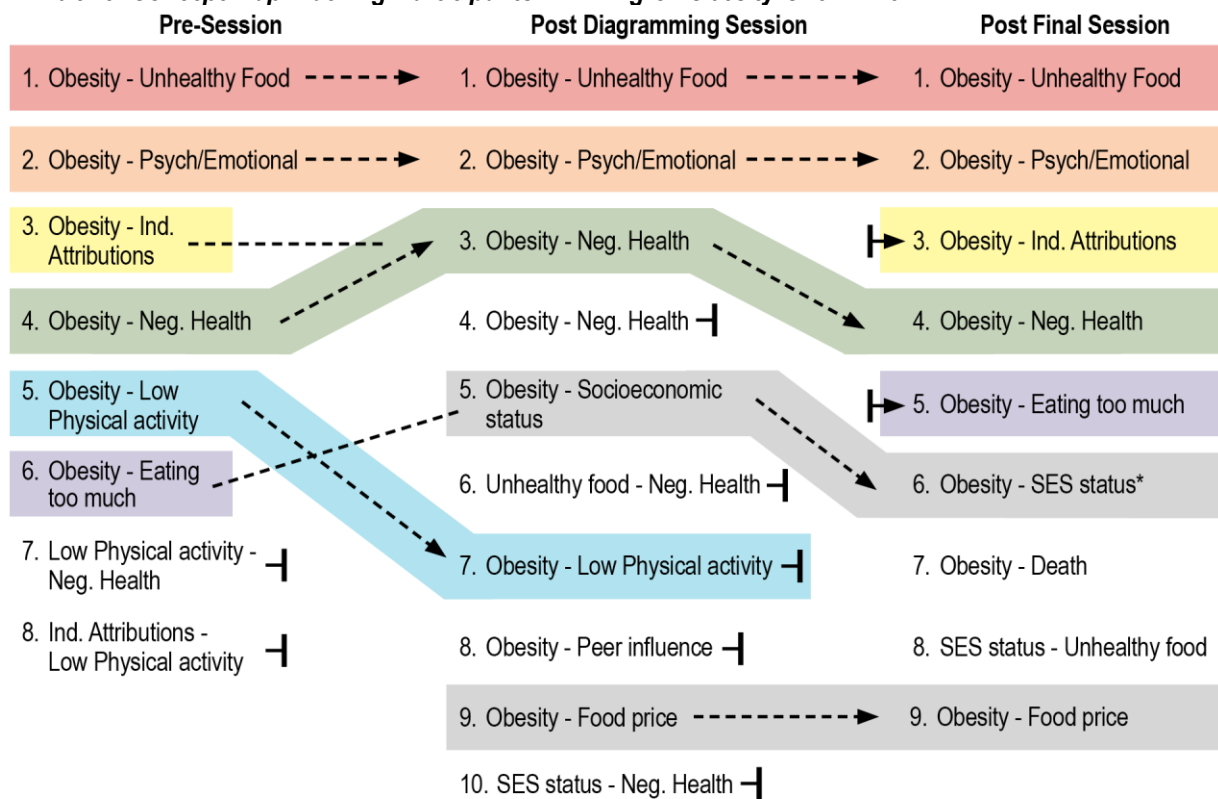 Pre-Session
1. Obesity - Unhealthy Food
2. Obesity - Psych/Emotional
3. Obesity - Ind.
Attributions
4. Obesity - Neg. Health
5. Obesity - Low
Physical activity
6. Obesity - Eating
too much
7. Low Physical activity -
Neg. Health
8. Ind. Attributions -
Low Physical activity
Post Diagramming Session
1. Obesity - Unhealthy Food
2. Obesity - Psych/Emotional
3. Obesity - Neg. Health
4. Obesity - Neg. Health
5. Obesity - Socioeconomic
status
6. Unhealthy food - Neg. Health
7. Obesity - Low Physical activity
8. Obesity - Peer influence
9. Obesity - Food price
10. SES status - Neg. Health
Post Final Session
1. Obesity - Unhealthy Food
2. Obesity - Psych/Emotional
3. Obesity - Ind. Attributions
4. Obesity - Neg. Health
5. Obesity - Eating too much
6. Obesity - SES status*
7. Obesity - Death
8. SES status - Unhealthy food
9. Obesity - Food price